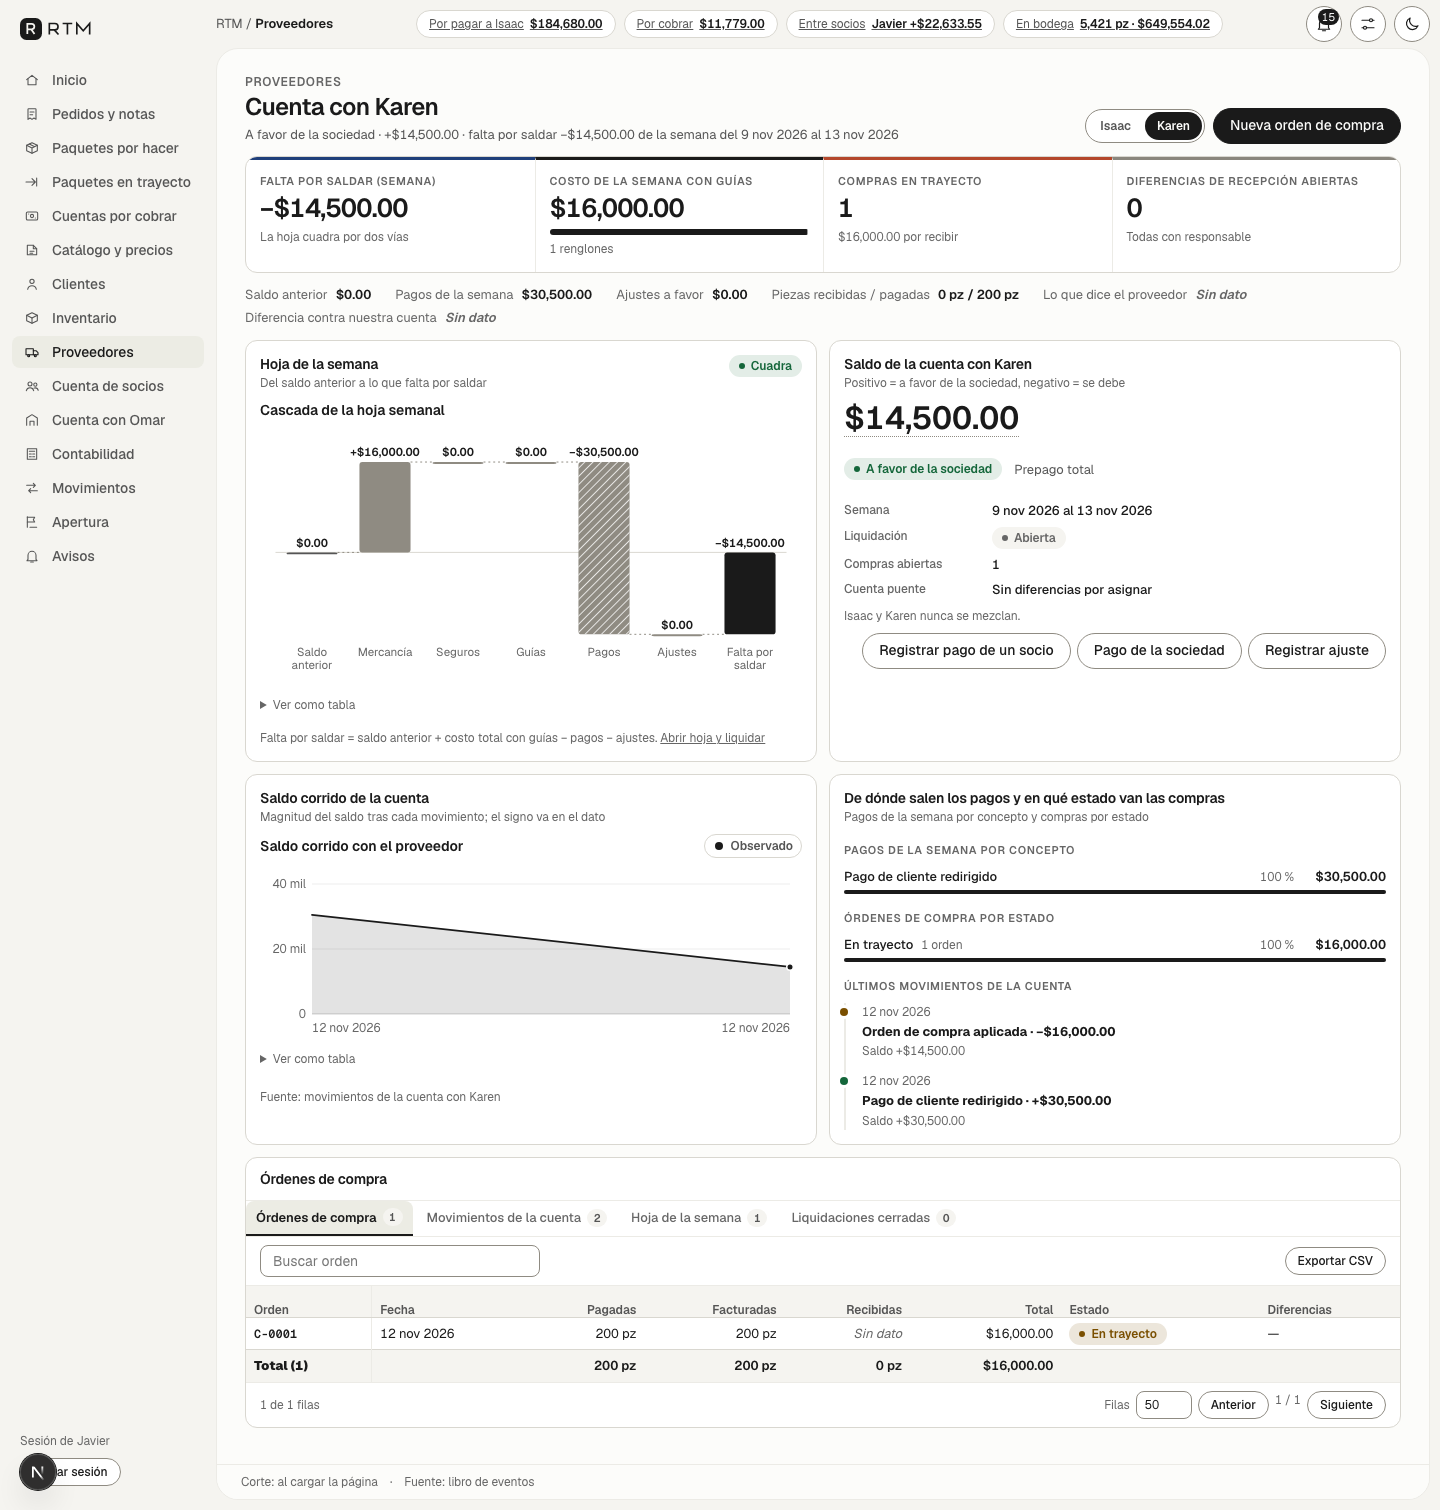 R RTM
Inicio
Pedidos y notas
Paquetes por hacer
Paquetes en trayecto
Cuentas por cobrar
Catálogo y precios
Clientes
Inventario
Proveedores
Cuenta de socios
Cuenta con Omar
Contabilidad
Movimientos
Apertura
Avisos
Sesión de Javier
N ar sesión
RTM / Proveedores
Por pagar a Isaac $184,680.00
Por cobrar $11,779.00
Entre socios Javier +$22,633.55
En bodega 5,421 pz · $649,554.02
15
PROVEEDORES
Cuenta con Karen
A favor de la sociedad · +$14,500.00 · falta por saldar −$14,500.00 de la semana del 9 nov 2026 al 13 nov 2026
Isaac Karen
Nueva orden de compra
FALTA POR SALDAR (SEMANA)
−$14,500.00
La hoja cuadra por dos vías
COSTO DE LA SEMANA CON GUÍAS
$16,000.00
1 renglones
COMPRAS EN TRAYECTO
1
$16,000.00 por recibir
DIFERENCIAS DE RECEPCIÓN ABIERTAS
0
Todas con responsable
Saldo anterior $0.00 Pagos de la semana $30,500.00 Ajustes a favor $0.00 Piezas recibidas / pagadas 0 pz / 200 pz Lo que dice el proveedor Sin dato
Diferencia contra nuestra cuenta Sin dato
Hoja de la semana
Cuadra
Del saldo anterior a lo que falta por saldar
Cascada de la hoja semanal
+$16,000.00 $0.00 $0.00 −$30,500.00
$0.00 −$14,500.00
$0.00
Saldo anterior
Mercancía
Seguros
Guías
Pagos
Ajustes
Falta por saldar
Ver como tabla
Falta por saldar = saldo anterior + costo total con guías − pagos − ajustes. Abrir hoja y liquidar
Saldo de la cuenta con Karen
Positivo = a favor de la sociedad, negativo = se debe
$14,500.00
A favor de la sociedad Prepago total
Semana 9 nov 2026 al 13 nov 2026
Liquidación Abierta
Compras abiertas 1
Cuenta puente Sin diferencias por asignar
Isaac y Karen nunca se mezclan.
Registrar pago de un socio Pago de la sociedad Registrar ajuste
Saldo corrido de la cuenta
Magnitud del saldo tras cada movimiento; el signo va en el dato
Saldo corrido con el proveedor
Observado
40 mil
20 mil
0
12 nov 2026 12 nov 2026
Ver como tabla
Fuente: movimientos de la cuenta con Karen
De dónde salen los pagos y en qué estado van las compras
Pagos de la semana por concepto y compras por estado
PAGOS DE LA SEMANA POR CONCEPTO
Pago de cliente redirigido 100 % $30,500.00
ÓRDENES DE COMPRA POR ESTADO
En trayecto 1 orden 100 % $16,000.00
ÚLTIMOS MOVIMIENTOS DE LA CUENTA
12 nov 2026
Orden de compra aplicada · −$16,000.00
Saldo +$14,500.00
12 nov 2026
Pago de cliente redirigido · +$30,500.00
Saldo +$30,500.00
Órdenes de compra
Órdenes de compra 1 Movimientos de la cuenta 2 Hoja de la semana 1 Liquidaciones cerradas 0
Buscar orden
Exportar CSV
Orden Fecha Pagadas Facturadas Recibidas Total Estado Diferencias
C-0001 12 nov 2026 200 pz 200 pz Sin dato $16,000.00 En trayecto —
Total (1) 200 pz 200 pz 0 pz $16,000.00
1 de 1 filas
Filas 50 Anterior 1 / 1 Siguiente
Corte: al cargar la página · Fuente: libro de eventos